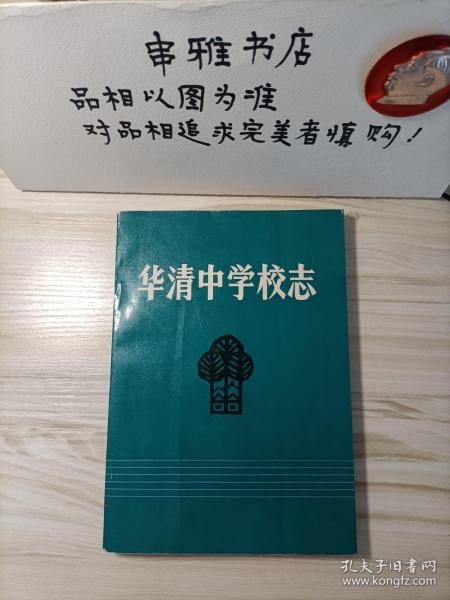 串雅书店
品相以图为准
对品相追求完美者慎购!
华清中学校志
孔夫子旧书网
www.kongfz.com